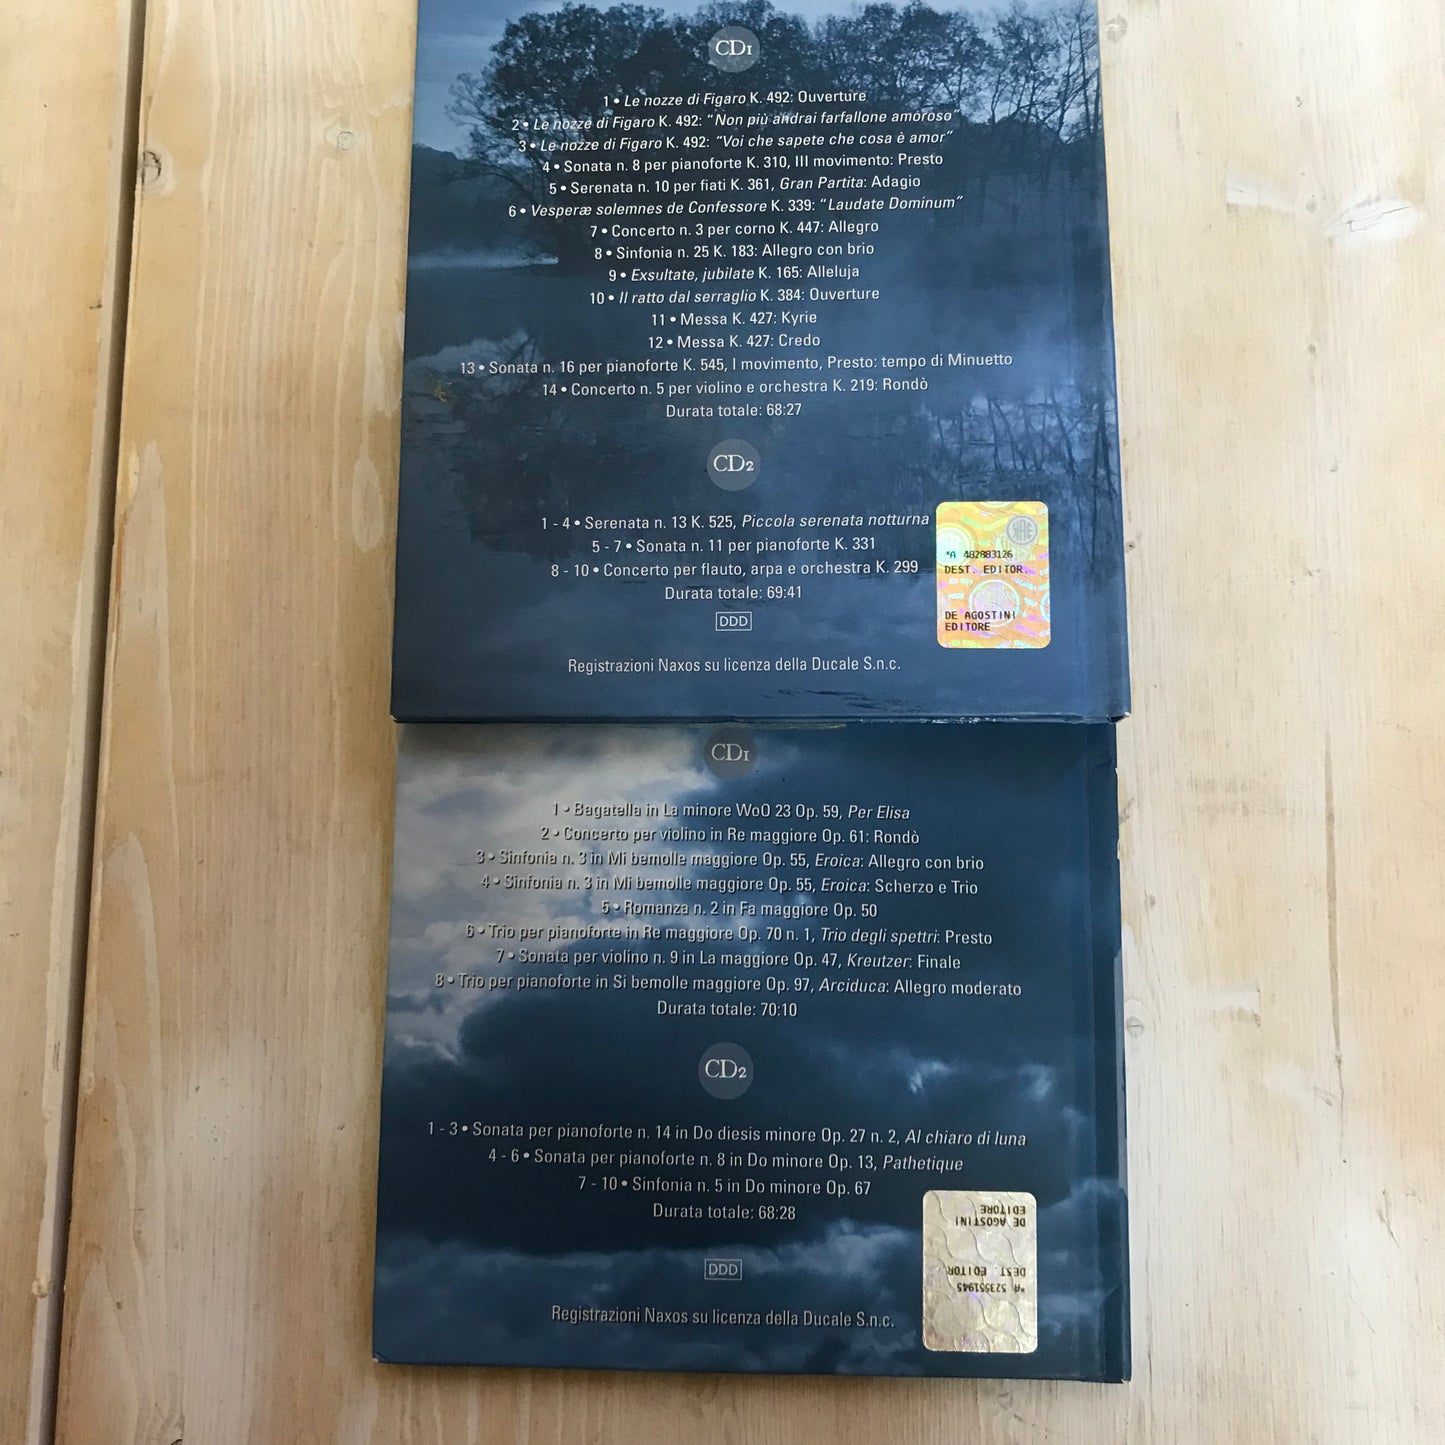 CD1
1 • Le nozze di Figaro K. 492: Ouverture
2 • Le nozze di Figaro K. 492: “Non più andrai farfallone amoroso”
3 • Le nozze di Figaro K. 492: “Voi che sapete che cosa è amor”
4 • Sonata n. 8 per pianoforte K. 310, III movimento: Presto
5 • Serenata n. 10 per fiati K. 361, Gran Partita: Adagio
6 • Vesperæ solemnes de Confessore K. 339: “Laudate Dominum”
7 • Concerto n. 3 per corno K. 447: Allegro
8 • Sinfonia n. 25 K. 183: Allegro con brio
9 • Exsultate, jubilate K. 165: Alleluja
10 • Il ratto dal serraglio K. 384: Ouverture
11 • Messa K. 427: Kyrie
12 • Messa K. 427: Credo
13 • Sonata n. 16 per pianoforte K. 545, I movimento, Presto: tempo di Minuetto
14 • Concerto n. 5 per violino e orchestra K. 219: Rondò
Durata totale: 68:27
CD2
1 - 4 • Serenata n. 13 K. 525, Piccola serenata notturna
5 - 7 • Sonata n. 11 per pianoforte K. 331
8 - 10 • Concerto per flauto, arpa e orchestra K. 299
Durata totale: 69:41
DDD
*A 482883126
DEST. EDITOR.
DE AGOSTINI
EDITORE
Registrazioni Naxos su licenza della Ducale S.n.c.
CD1
1 • Bagatella in La minore WoO 23 Op. 59, Per Elisa
2 • Concerto per violino in Re maggiore Op. 61: Rondò
3 • Sinfonia n. 3 in Mi bemolle maggiore Op. 55, Eroica: Allegro con brio
4 • Sinfonia n. 3 in Mi bemolle maggiore Op. 55, Eroica: Scherzo e Trio
5 • Romanza n. 2 in Fa maggiore Op. 50
6 • Trio per pianoforte in Re maggiore Op. 70 n. 1, Trio degli spettri: Presto
7 • Sonata per violino n. 9 in La maggiore Op. 47, Kreutzer: Finale
8 • Trio per pianoforte in Si bemolle maggiore Op. 97, Arciduca: Allegro moderato
Durata totale: 70:10
CD2
1 - 3 • Sonata per pianoforte n. 14 in Do diesis minore Op. 27 n. 2, Al chiaro di luna
4 - 6 • Sonata per pianoforte n. 8 in Do minore Op. 13, Pathetique
7 - 10 • Sinfonia n. 5 in Do minore Op. 67
Durata totale: 68:28
DDD
*A 523551945
DEST. EDITOR.
DE AGOSTINI
EDITORE
Registrazioni Naxos su licenza della Ducale S.n.c.